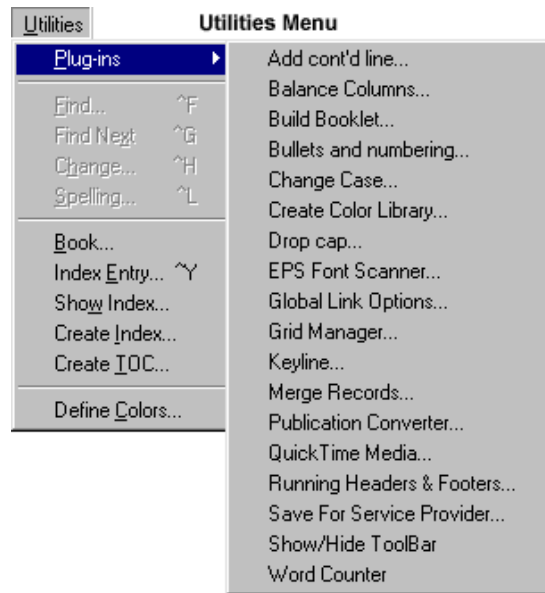 Utilities
Utilities Menu
Plug-ins
Find... ^F
Find Next ^G
Change... ^H
Spelling... ^L
Book...
Index Entry... ^Y
Show Index...
Create Index...
Create TOC...
Define Colors...
Add cont'd line...
Balance Columns...
Build Booklet...
Bullets and numbering...
Change Case...
Create Color Library...
Drop cap...
EPS Font Scanner...
Global Link Options...
Grid Manager...
Keyline...
Merge Records...
Publication Converter...
QuickTime Media...
Running Headers & Footers...
Save For Service Provider...
Show/Hide ToolBar
Word Counter